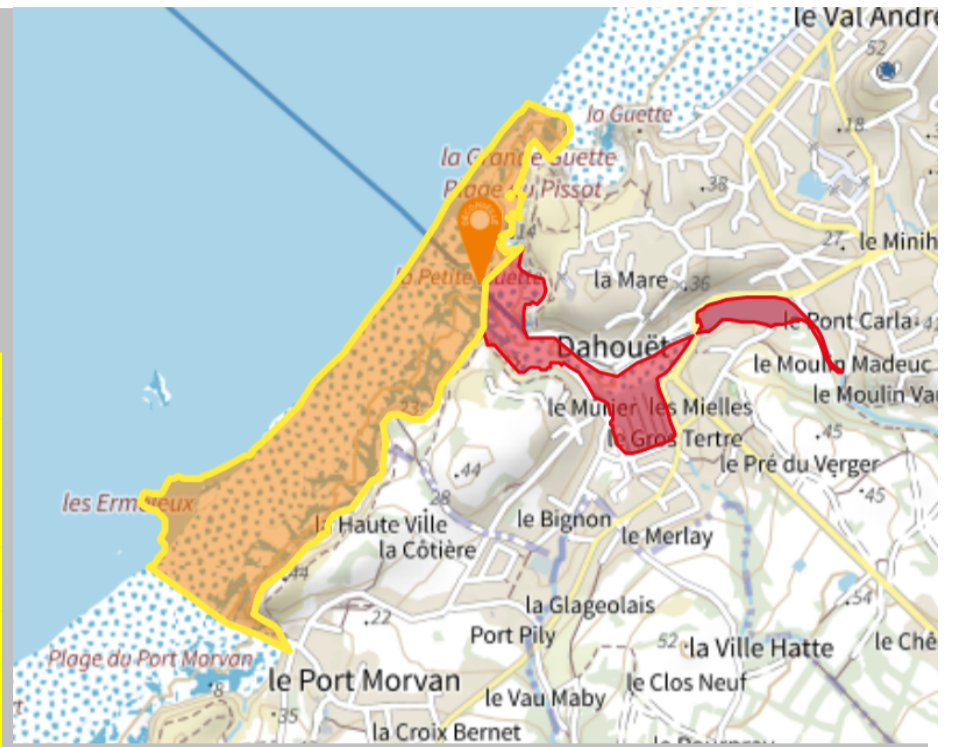 le Val André
52
la Guette
.18
la Grande Guette
Plage du Pissot
.38
14
27.
le Minih
la Petite Guette
la Mare
.36
le Pont Carla
Dahouët
le Moulin Madeuc
le Moulin Va
le Murier
les Mielles
le Gros Tertre
.45
le Pré du Verger
.44
.45
28
les Ermereux
la Haute Ville
le Bignon
la Côtière
le Merlay
44
.54
.22
la Glageolais
Port Pily
52
la Ville Hatte
le Chê
Plage du Port Morvan
le Port Morvan
le Clos Neuf
.8
le Vau Maby
.35
la Croix Bernet